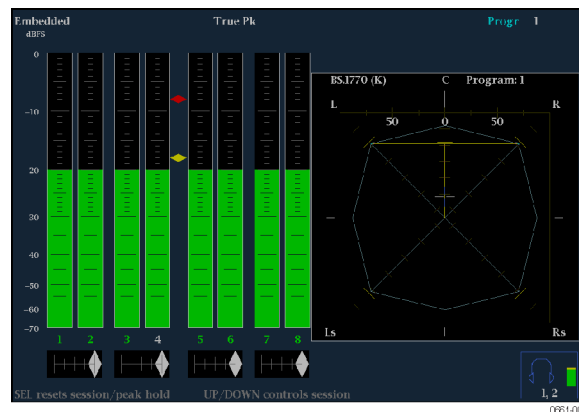 Embedded True Pk Progr 1
dBFS
0
BS.1770 (K) C Program: 1
L R
-10
50 0 50
20
30
-40
-50
-60
-70
Ls Rs
1 2 3 4 5 6 7 8
1, 2
SEL resets session/peak hold UP/DOWN controls session